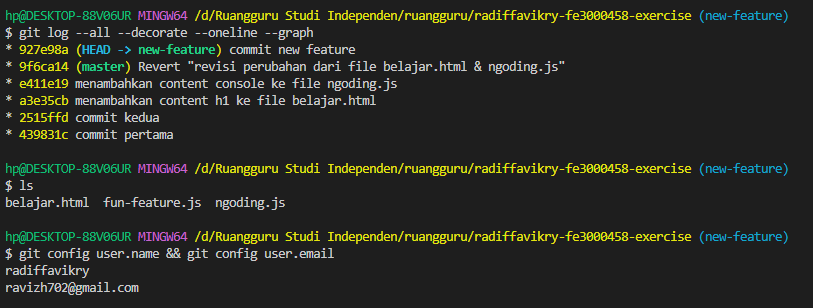 hp@DESKTOP-88V06UR MINGW64 /d/Ruangguru Studi Independen/ruangguru/radiffavikry-fe3000458-exercise (new-feature)
$ git log --all --decorate --oneline --graph
* 927e98a (HEAD -> new-feature) commit new feature
* 9f6ca14 (master) Revert "revisi perubahan dari file belajar.html & ngoding.js"
* e411e19 menambahkan content console ke file ngoding.js
* a3e35cb menambahkan content h1 ke file belajar.html
* 2515ffd commit kedua
* 439831c commit pertama
hp@DESKTOP-88V06UR MINGW64 /d/Ruangguru Studi Independen/ruangguru/radiffavikry-fe3000458-exercise (new-feature)
$ ls
belajar.html  fun-feature.js  ngoding.js
hp@DESKTOP-88V06UR MINGW64 /d/Ruangguru Studi Independen/ruangguru/radiffavikry-fe3000458-exercise (new-feature)
$ git config user.name && git config user.email
radiffavikry
ravizh702@gmail.com